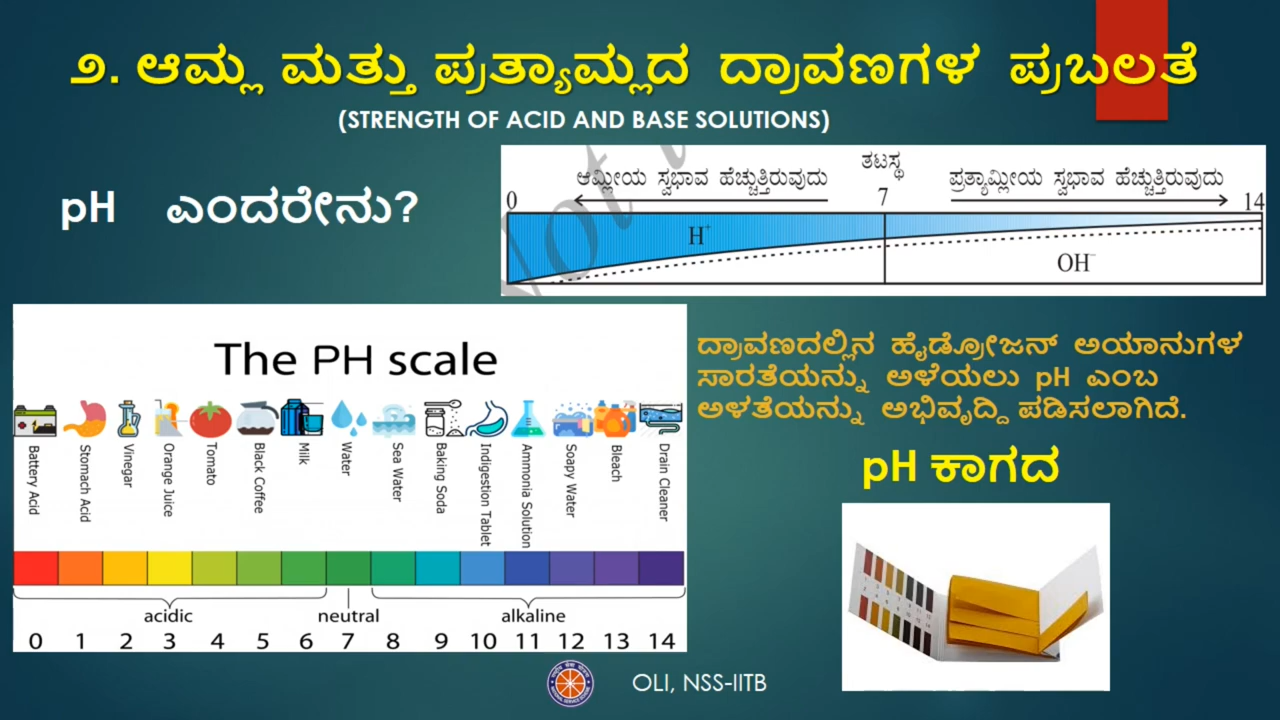 ೨. ಆಮ್ಲ ಮತ್ತು ಪ್ರತ್ಯಾಮ್ಲದ ದ್ರಾವಣಗಳ ಪ್ರಬಲತೆ
(STRENGTH OF ACID AND BASE SOLUTIONS)
pH ಎಂದರೇನು?
ತಟಸ್ಥ
ಆಮ್ಲೀಯ ಸ್ವಭಾವ ಹೆಚ್ಚುತ್ತಿರುವುದು
ಪ್ರತ್ಯಾಮ್ಲೀಯ ಸ್ವಭಾವ ಹೆಚ್ಚುತ್ತಿರುವುದು
0 7 14
H⁺
OH⁻
Not
The PH scale
Battery Acid
Stomach Acid
Vinegar
Orange Juice
Tomato
Black Coffee
Milk
Water
Sea Water
Baking Soda
Indigestion Tablet
Ammonia Solution
Soapy Water
Bleach
Drain Cleaner
acidic neutral alkaline
0 1 2 3 4 5 6 7 8 9 10 11 12 13 14
ದ್ರಾವಣದಲ್ಲಿನ ಹೈಡ್ರೋಜನ್ ಅಯಾನುಗಳ
ಸಾರತೆಯನ್ನು ಅಳೆಯಲು pH ಎಂಬ
ಅಳತೆಯನ್ನು ಅಭಿವೃದ್ದಿ ಪಡಿಸಲಾಗಿದೆ.
pH ಕಾಗದ
OLI, NSS-IITB